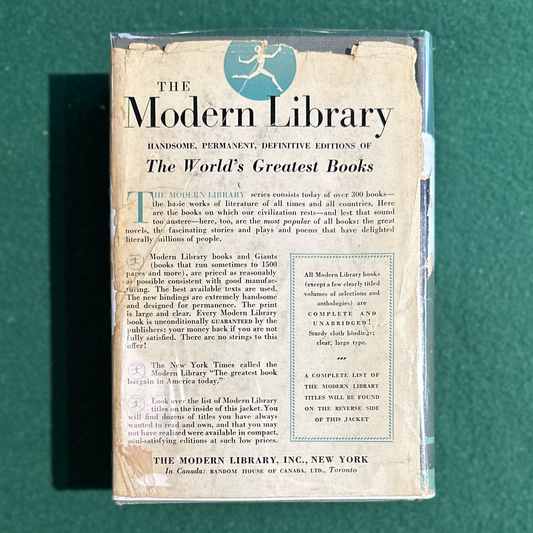 THE
Modern Library
HANDSOME, PERMANENT, DEFINITIVE EDITIONS OF
The World's Greatest Books
THE MODERN LIBRARY series consists today of over 300 books—
the basic works of literature of all times and all countries. Here
are the books on which our civilization rests—and lest that sound
too austere—here, too, are the most popular of all books: the great
novels, the fascinating stories and plays and poems that have delighted
literally millions of people.
Modern Library books and Giants
(books that run sometimes to 1500
pages and more), are priced as reasonably
as possible consistent with good manufac-
turing. The best available texts are used.
The new bindings are extremely handsome
and designed for permanence. The print
is large and clear. Every Modern Library
book is unconditionally GUARANTEED by the
publishers; your money back if you are not
fully satisfied. There are no strings to this
offer!
The New York Times called the
Modern Library "The greatest book
bargain in America today."
Look over the list of Modern Library
titles on the inside of this jacket. You
will find dozens of titles you have always
wanted to read and own, and that you may
not have realized were available in compact,
soul-satisfying editions at such low prices.
All Modern Library books
(except a few clearly titled
volumes of selections and
anthologies) are
COMPLETE AND
UNABRIDGED!
Sturdy cloth bindings;
clear, large type.
A COMPLETE LIST OF
THE MODERN LIBRARY
TITLES WILL BE FOUND
ON THE REVERSE SIDE
OF THIS JACKET
THE MODERN LIBRARY, INC., NEW YORK
In Canada: RANDOM HOUSE OF CANADA, LTD., Toronto